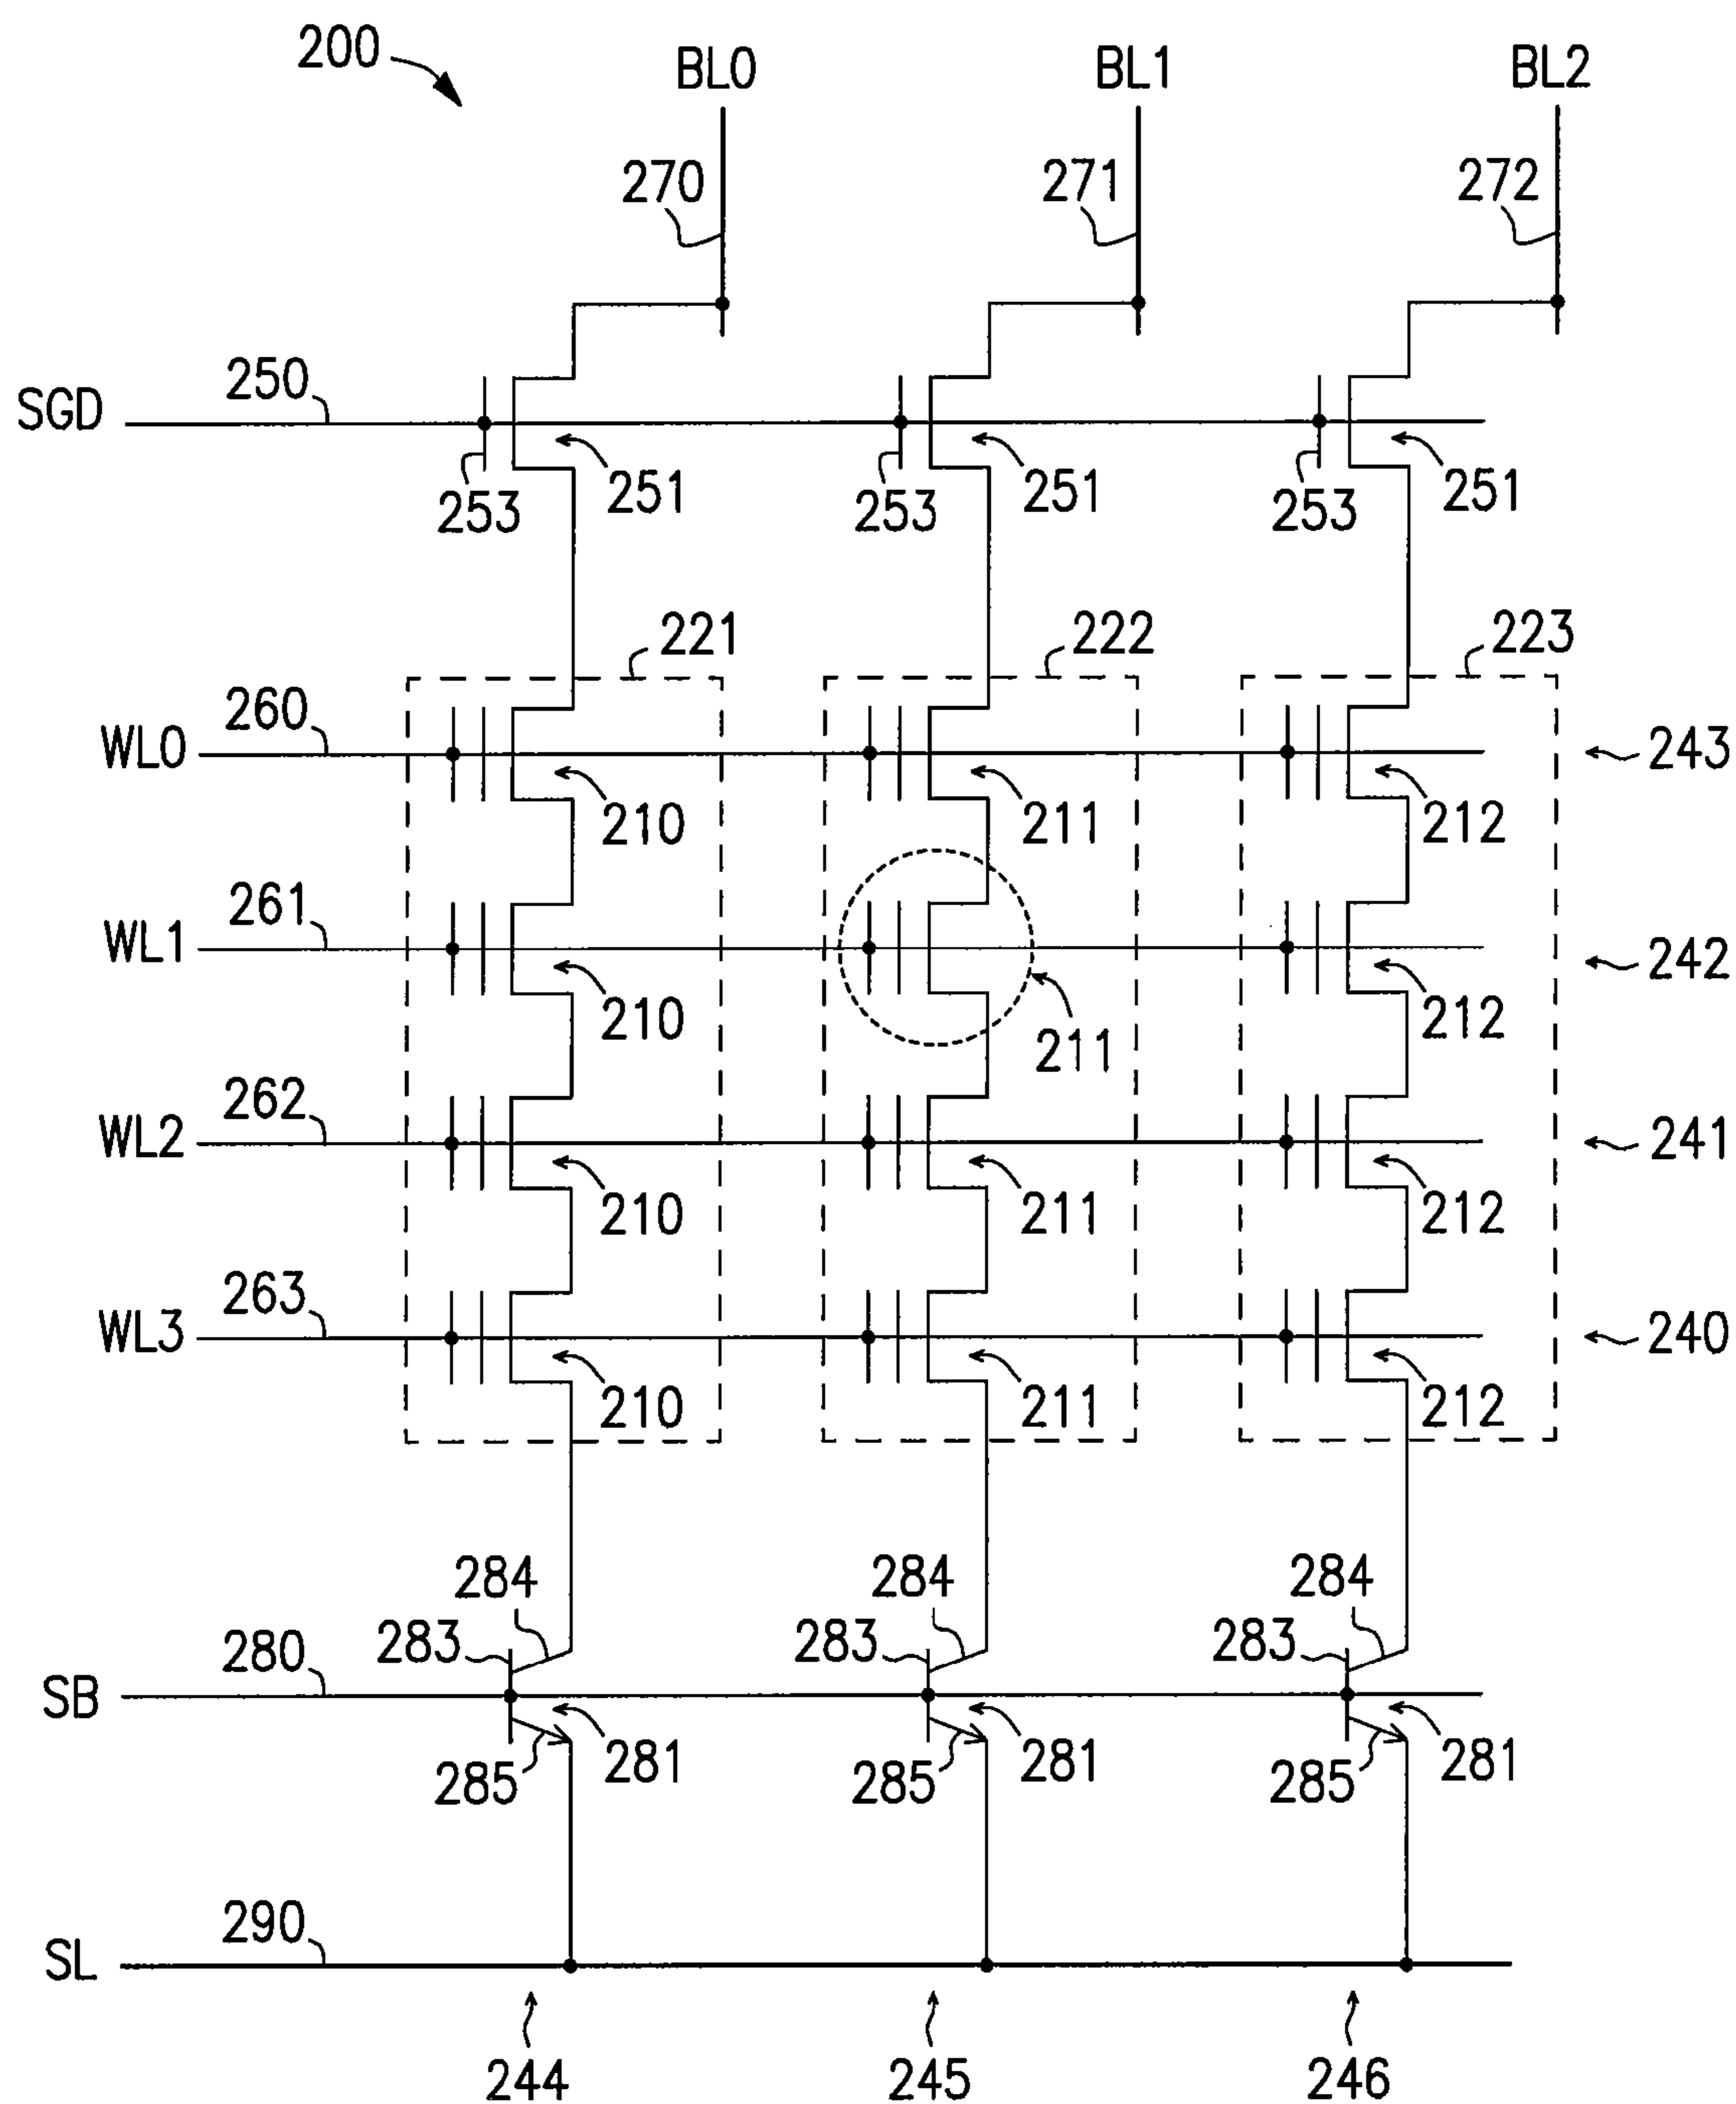 200
BL0 BL1 BL2
270 271 272
SGD 250
253 251 253 251 253 251
221 222 223
WL0 260 243
210 211 212
WL1 261 242
210 211 212
WL2 262 241
210 211 212
WL3 263 240
210 211 212
284 284 284
283 283 283
SB 280
285 281 285 281 285 281
SL 290
244 245 246